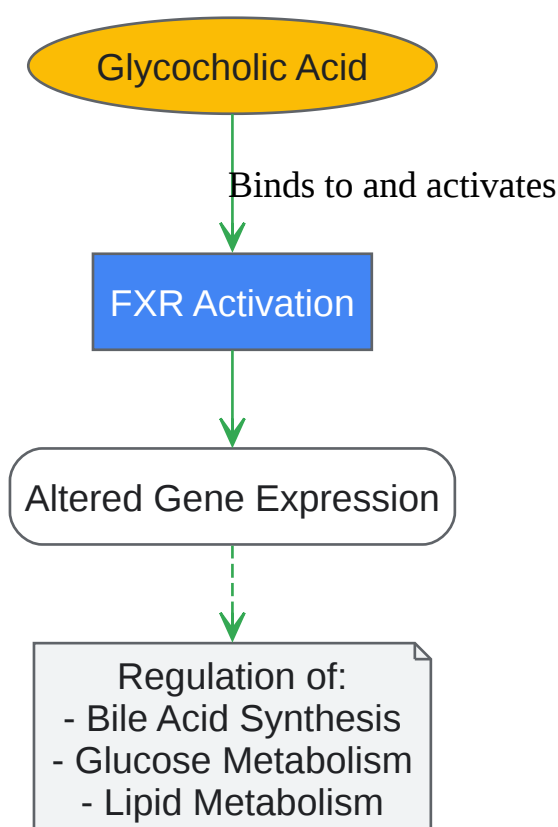 Glycocholic Acid
Binds to and activates
FXR Activation
Altered Gene Expression
Regulation of:
- Bile Acid Synthesis
- Glucose Metabolism
- Lipid Metabolism